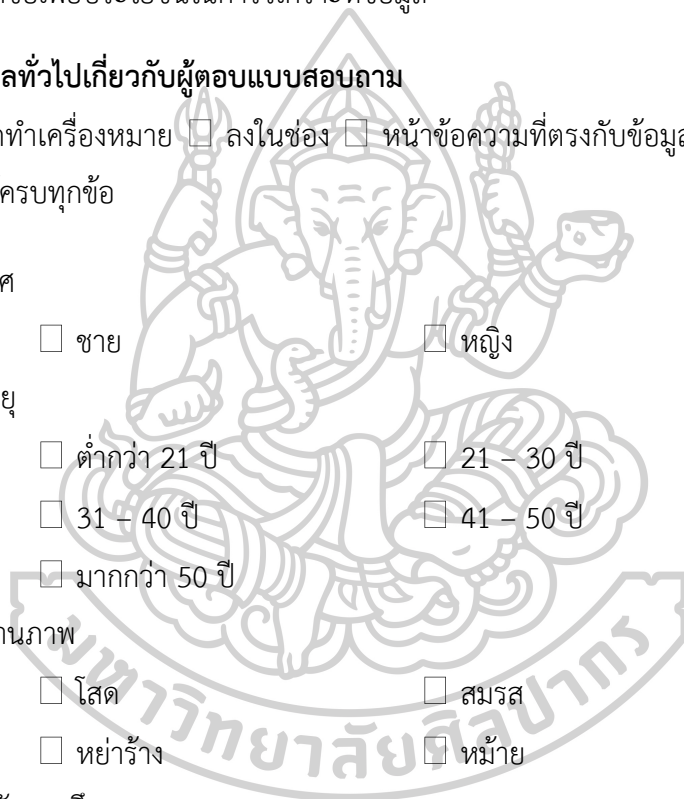 ลทั่วไปเกี่ยวกับผู้ตอบแบบสอบถาม
ทำเครื่องหมาย □ ลงในช่อง □ หน้าข้อความที่ตรงกับข้อมูล
ครบทุกข้อ
ศ
□ ชาย □ หญิง
ยุ
□ ต่ำกว่า 21 ปี □ 21 – 30 ปี
□ 31 – 40 ปี □ 41 – 50 ปี
□ มากกว่า 50 ปี
านภาพ
□ โสด □ สมรส
□ หย่าร้าง □ หม้าย
มหาวิทยาลัยศิลปากร